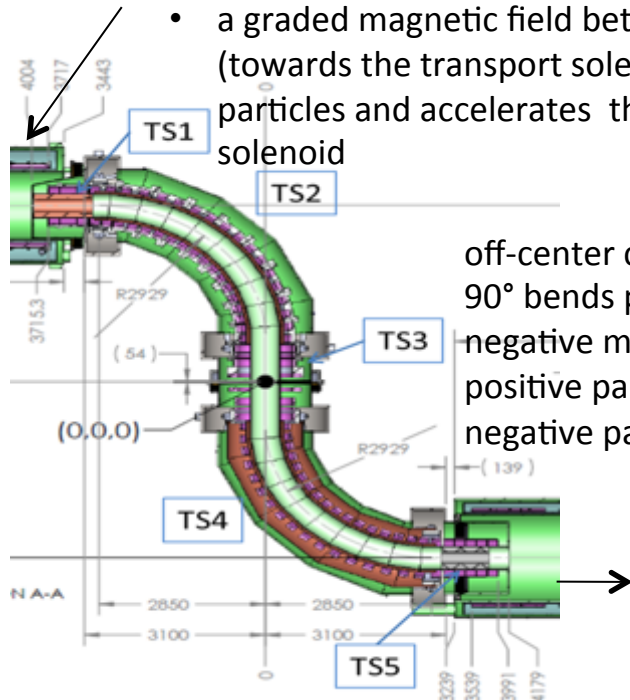 • a graded magnetic field bet
(towards the transport sole
particles and accelerates th
solenoid
4004
3717
3443
0
TS1
TS2
off-center c
90° bends p
negative m
positive pa
negative pa
3715.3
R2929
(54)
TS3
(0,0,0)
R2929
(139)
TS4
N A-A
2850
2850
3100
3100
TS5
0
3239
3539
3991
4179